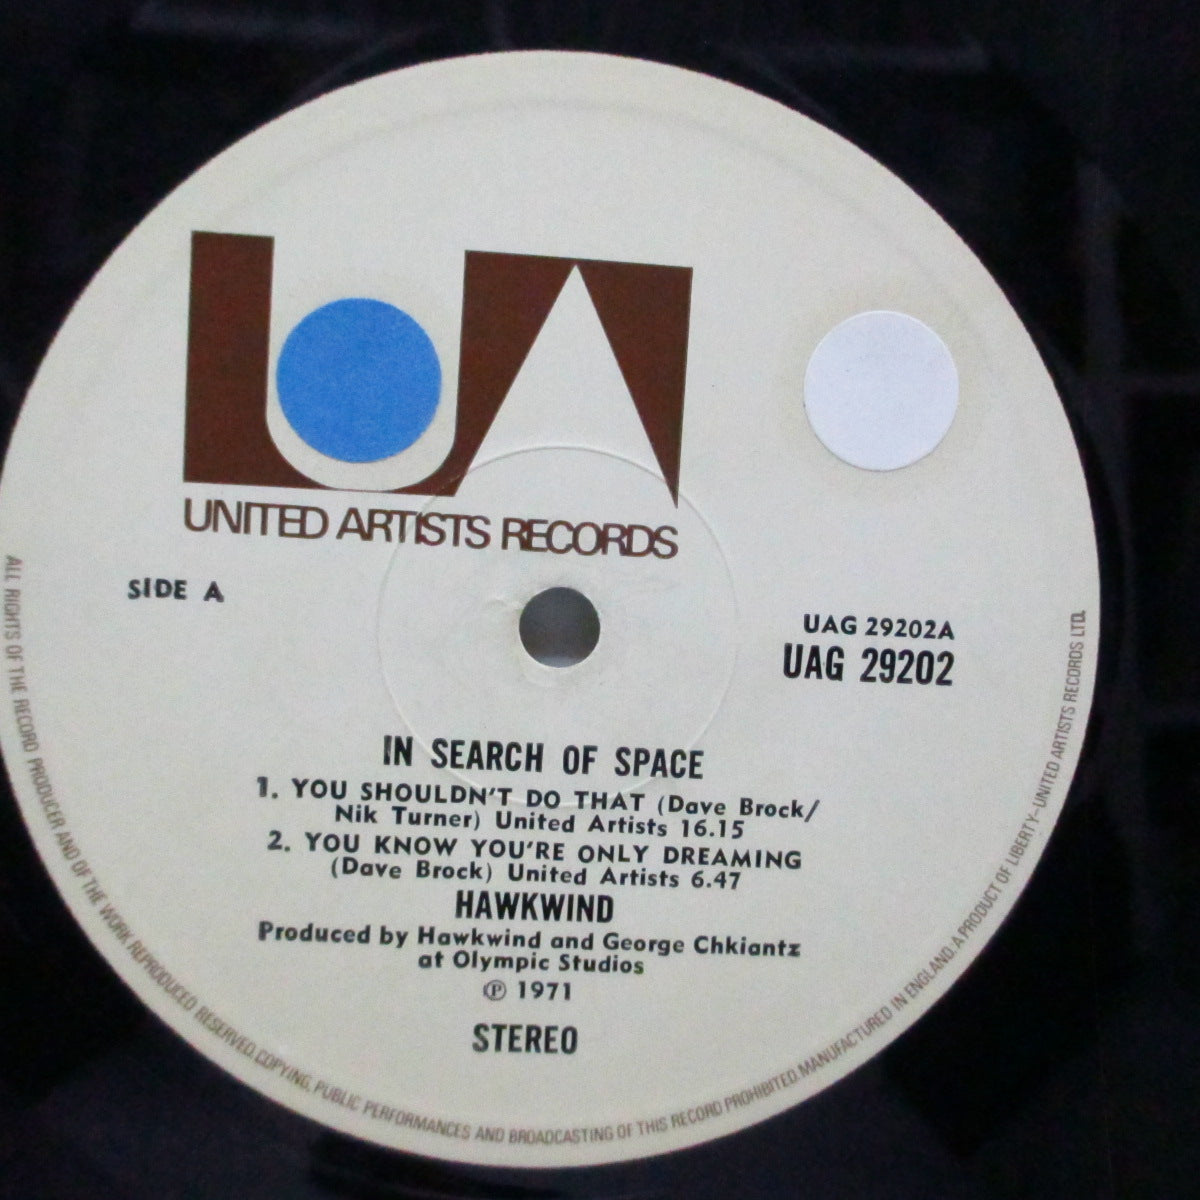 UA
UNITED ARTISTS RECORDS
SIDE A
UAG 29202A
UAG 29202
IN SEARCH OF SPACE
1. YOU SHOULDN'T DO THAT (Dave Brock/
Nik Turner) United Artists 16.15
2. YOU KNOW YOU'RE ONLY DREAMING
(Dave Brock) United Artists 6.47
HAWKWIND
Produced by Hawkwind and George Chkiantz
at Olympic Studios
℗ 1971
STEREO
ALL RIGHTS OF THE RECORD PRODUCER AND OF THE WORK REPRODUCED RESERVED. COPYING, PUBLIC PERFORMANCES AND BROADCASTING OF THIS RECORD PROHIBITED. MANUFACTURED IN ENGLAND. A PRODUCT OF LIBERTY-UNITED ARTISTS RECORDS LTD.